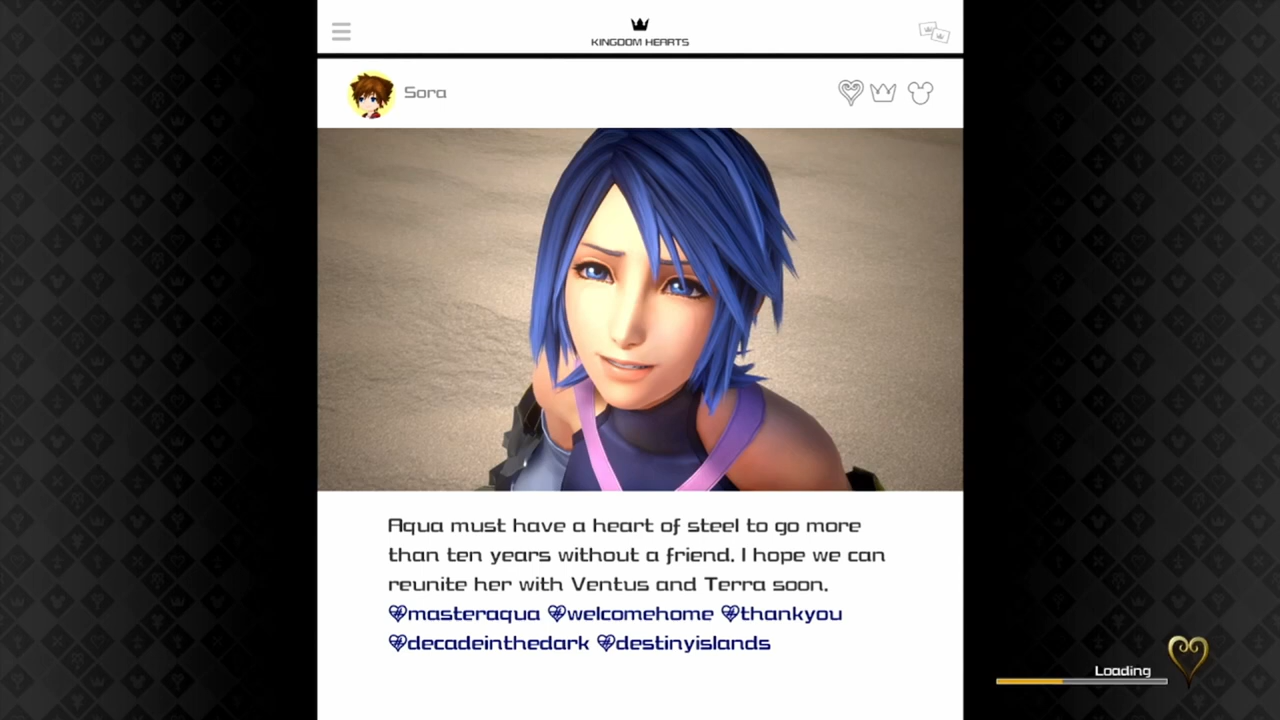 KINGDOM HEARTS
Sora
Aqua must have a heart of steel to go more
than ten years without a friend. I hope we can
reunite her with Ventus and Terra soon.
#masteraqua #welcomehome #thankyou
#decadeinthedark #destinyislands
Loading